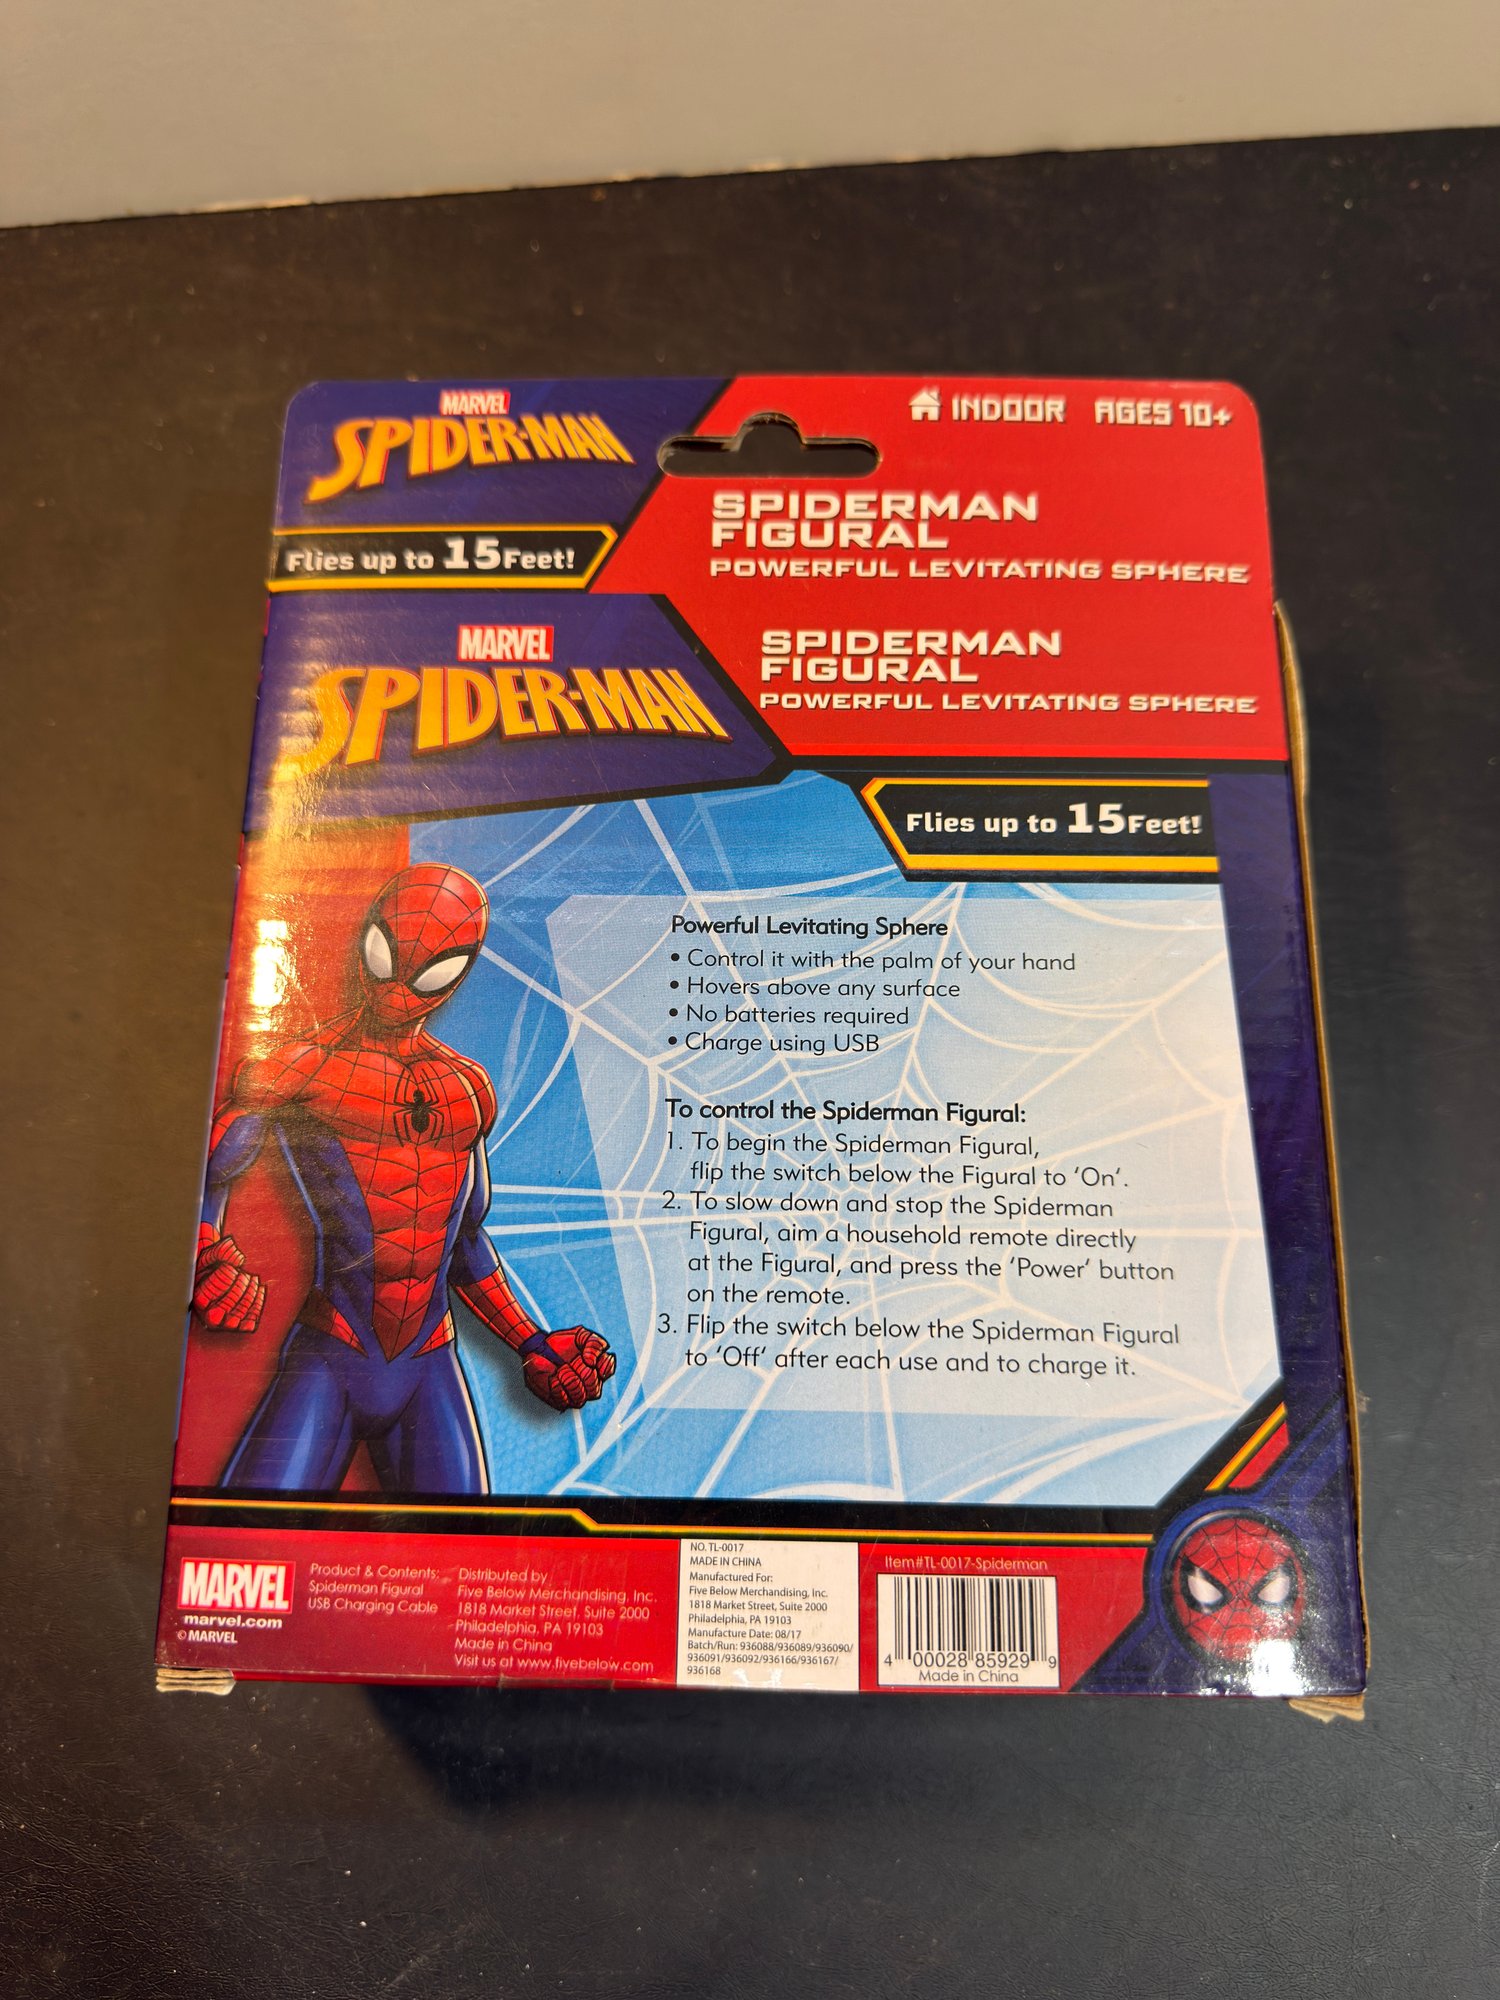 MARVEL
SPIDER-MAN
INDOOR AGES 10+
Flies up to 15 Feet!
SPIDERMAN
FIGURAL
POWERFUL LEVITATING SPHERE
MARVEL
SPIDER-MAN
SPIDERMAN
FIGURAL
POWERFUL LEVITATING SPHERE
Flies up to 15 Feet!
Powerful Levitating Sphere
• Control it with the palm of your hand
• Hovers above any surface
• No batteries required
• Charge using USB
To control the Spiderman Figural:
1. To begin the Spiderman Figural,
flip the switch below the Figural to ‘On’.
2. To slow down and stop the Spiderman
Figural, aim a household remote directly
at the Figural, and press the ‘Power’ button
on the remote.
3. Flip the switch below the Spiderman Figural
to ‘Off’ after each use and to charge it.
MARVEL
marvel.com
© MARVEL
Product & Contents:
Spiderman Figural
USB Charging Cable
Distributed by
Five Below Merchandising, Inc.
1818 Market Street, Suite 2000
Philadelphia, PA 19103
Made in China
Visit us at www.fivebelow.com
NO. TL-0017
MADE IN CHINA
Manufactured For:
Five Below Merchandising, Inc.
1818 Market Street, Suite 2000
Philadelphia, PA 19103
Manufacture Date: 08/17
Batch/Run: 936088/936089/936090/
936091/936092/936166/936167/
936168
Item#TL-0017-Spiderman
4 00028 85929 9
Made in China